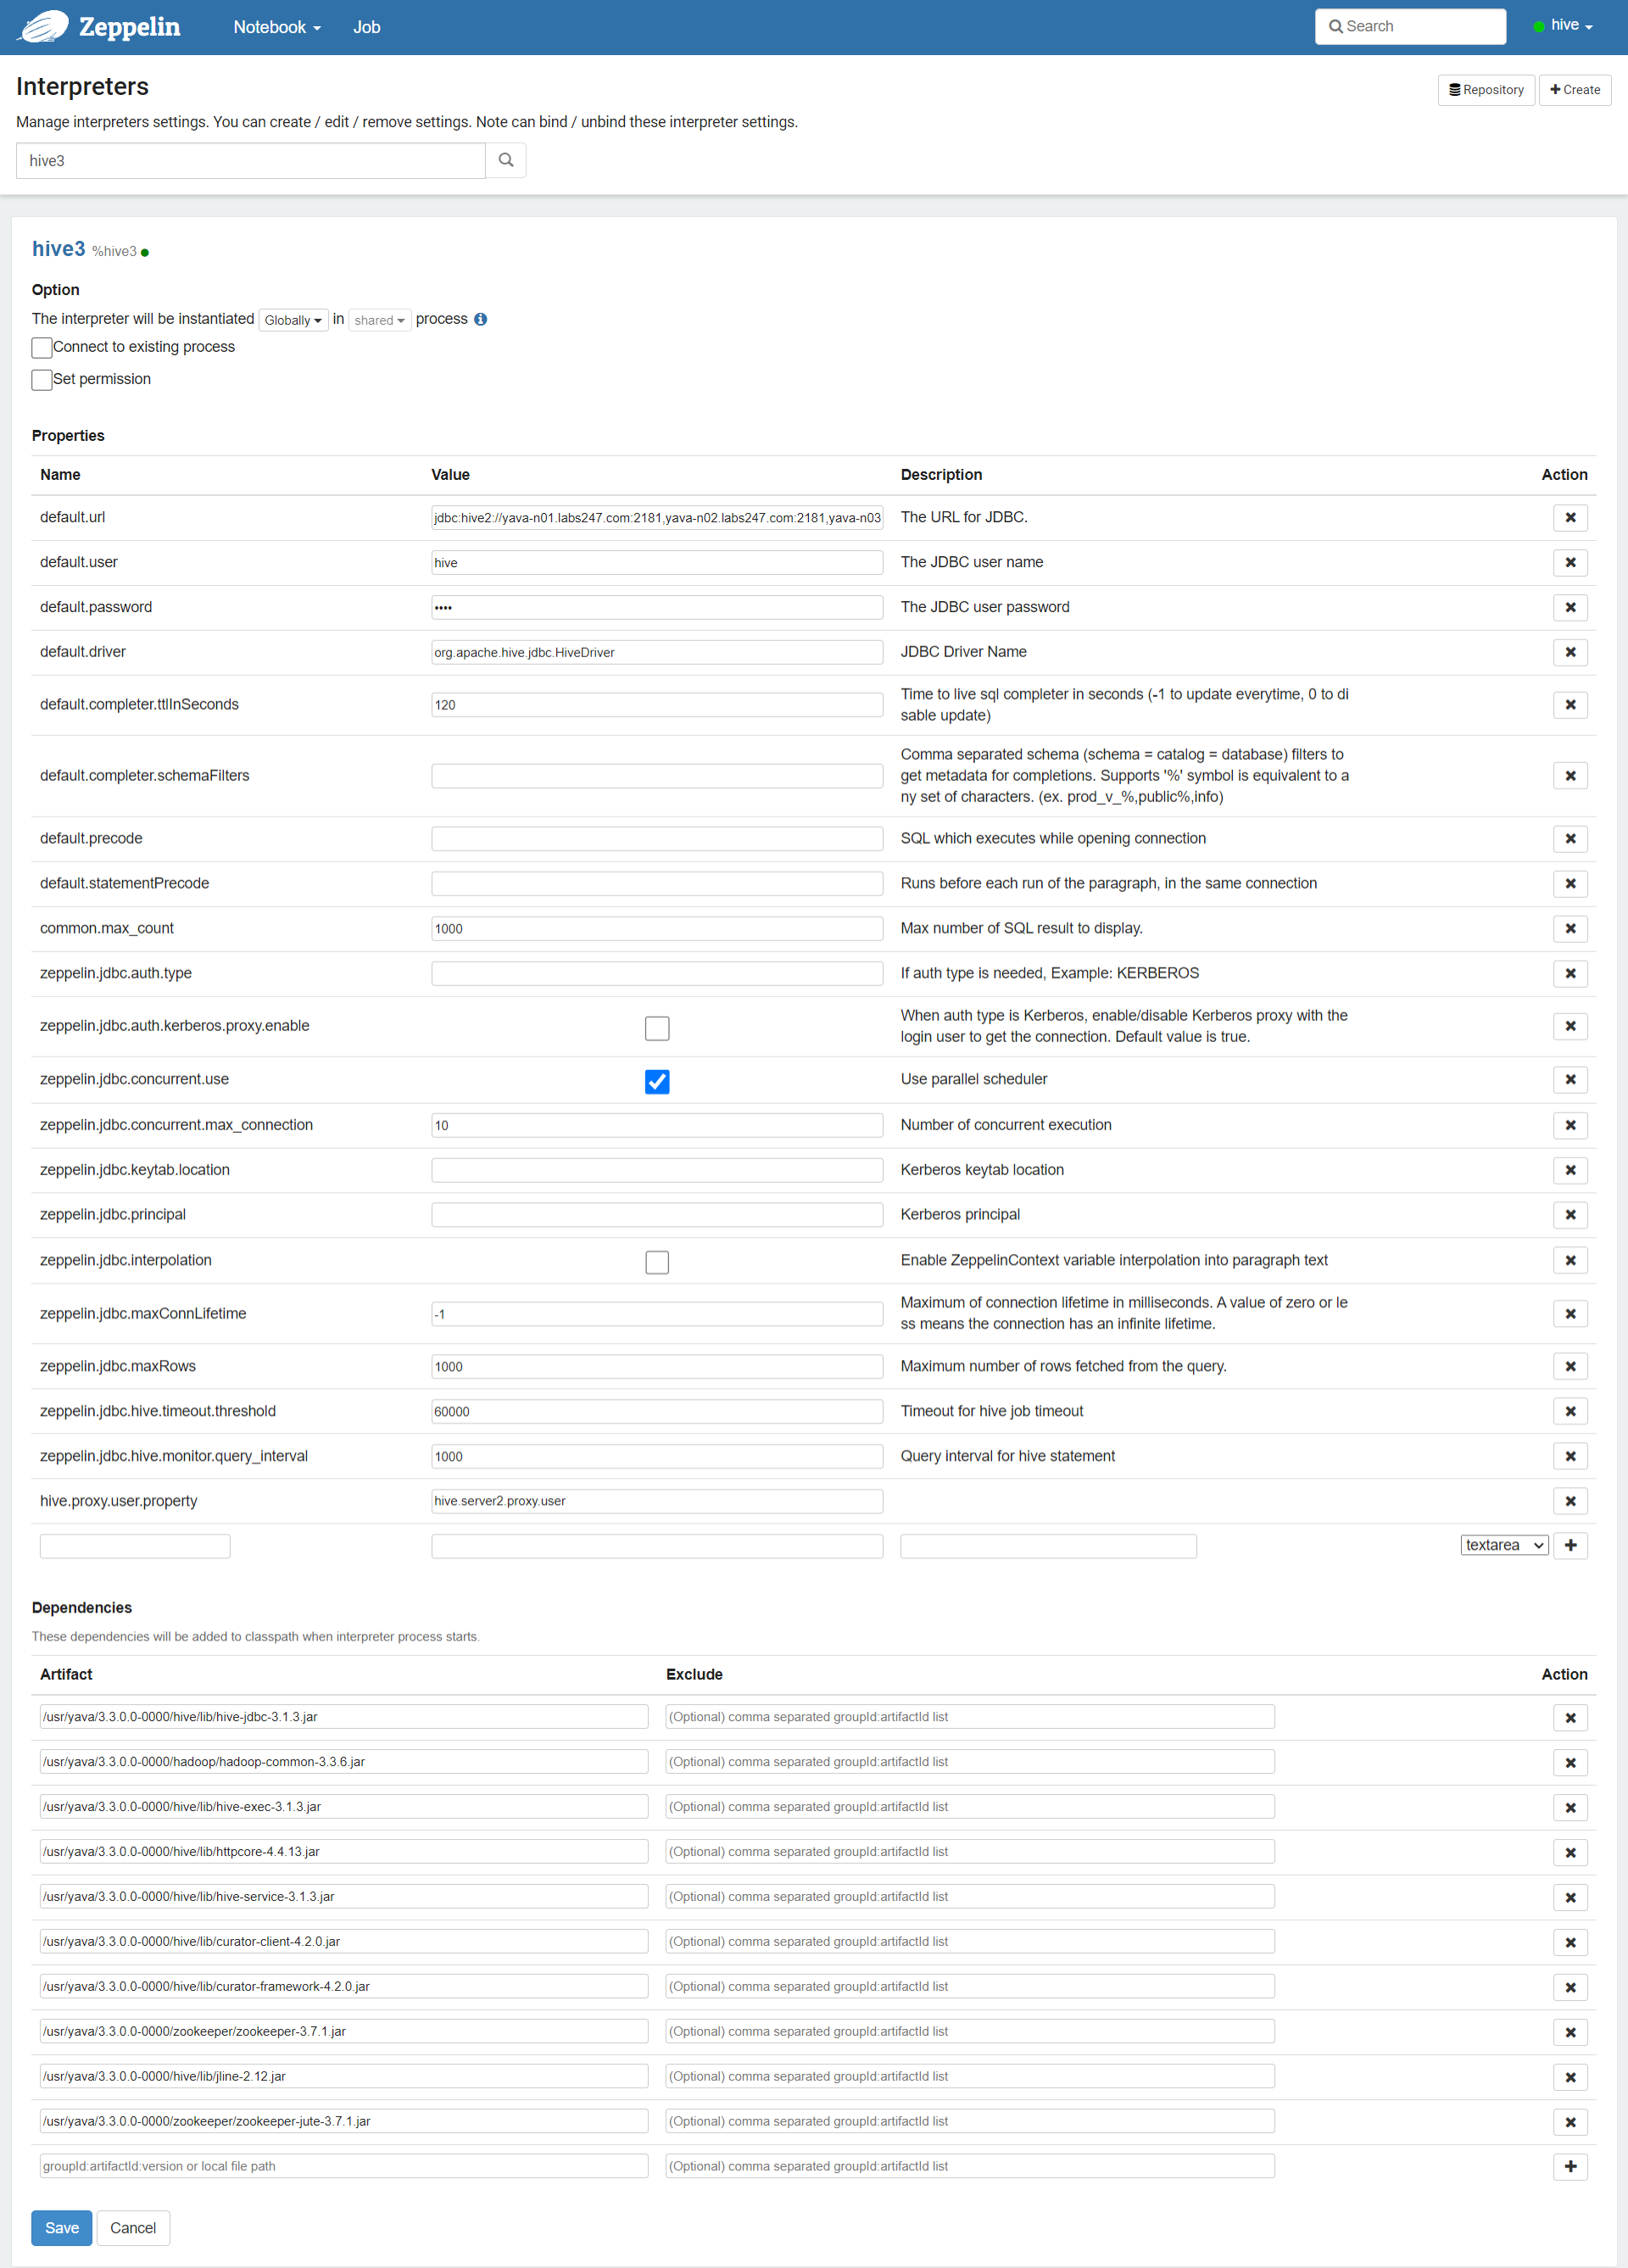 Zeppelin Notebook Job Search hive
Interpreters
Repository Create
Manage interpreters settings. You can create / edit / remove settings. Note can bind / unbind these interpreter settings.
hive3
hive3 %hive3
Option
The interpreter will be instantiated Globally in shared process
Connect to existing process
Set permission
Properties
Name Value Description Action
default.url jdbc:hive2://yava-n01.labs247.com:2181,yava-n02.labs247.com:2181,yava-n03 The URL for JDBC.
default.user hive The JDBC user name
default.password •••• The JDBC user password
default.driver org.apache.hive.jdbc.HiveDriver JDBC Driver Name
default.completer.ttlInSeconds 120 Time to live sql completer in seconds (-1 to update everytime, 0 to di
sable update)
default.completer.schemaFilters Comma separated schema (schema = catalog = database) filters to
get metadata for completions. Supports '%' symbol is equivalent to a
ny set of characters. (ex. prod_v_%,public%,info)
default.precode SQL which executes while opening connection
default.statementPrecode Runs before each run of the paragraph, in the same connection
common.max_count 1000 Max number of SQL result to display.
zeppelin.jdbc.auth.type If auth type is needed, Example: KERBEROS
zeppelin.jdbc.auth.kerberos.proxy.enable When auth type is Kerberos, enable/disable Kerberos proxy with the
login user to get the connection. Default value is true.
zeppelin.jdbc.concurrent.use Use parallel scheduler
zeppelin.jdbc.concurrent.max_connection 10 Number of concurrent execution
zeppelin.jdbc.keytab.location Kerberos keytab location
zeppelin.jdbc.principal Kerberos principal
zeppelin.jdbc.interpolation Enable ZeppelinContext variable interpolation into paragraph text
zeppelin.jdbc.maxConnLifetime -1 Maximum of connection lifetime in milliseconds. A value of zero or le
ss means the connection has an infinite lifetime.
zeppelin.jdbc.maxRows 1000 Maximum number of rows fetched from the query.
zeppelin.jdbc.hive.timeout.threshold 60000 Timeout for hive job timeout
zeppelin.jdbc.hive.monitor.query_interval 1000 Query interval for hive statement
hive.proxy.user.property hive.server2.proxy.user
textarea
Dependencies
These dependencies will be added to classpath when interpreter process starts.
Artifact Exclude Action
/usr/yava/3.3.0.0-0000/hive/lib/hive-jdbc-3.1.3.jar (Optional) comma separated groupId:artifactId list
/usr/yava/3.3.0.0-0000/hadoop/hadoop-common-3.3.6.jar (Optional) comma separated groupId:artifactId list
/usr/yava/3.3.0.0-0000/hive/lib/hive-exec-3.1.3.jar (Optional) comma separated groupId:artifactId list
/usr/yava/3.3.0.0-0000/hive/lib/httpcore-4.4.13.jar (Optional) comma separated groupId:artifactId list
/usr/yava/3.3.0.0-0000/hive/lib/hive-service-3.1.3.jar (Optional) comma separated groupId:artifactId list
/usr/yava/3.3.0.0-0000/hive/lib/curator-client-4.2.0.jar (Optional) comma separated groupId:artifactId list
/usr/yava/3.3.0.0-0000/hive/lib/curator-framework-4.2.0.jar (Optional) comma separated groupId:artifactId list
/usr/yava/3.3.0.0-0000/zookeeper/zookeeper-3.7.1.jar (Optional) comma separated groupId:artifactId list
/usr/yava/3.3.0.0-0000/hive/lib/jline-2.12.jar (Optional) comma separated groupId:artifactId list
/usr/yava/3.3.0.0-0000/zookeeper/zookeeper-jute-3.7.1.jar (Optional) comma separated groupId:artifactId list
groupId:artifactId:version or local file path (Optional) comma separated groupId:artifactId list
Save Cancel